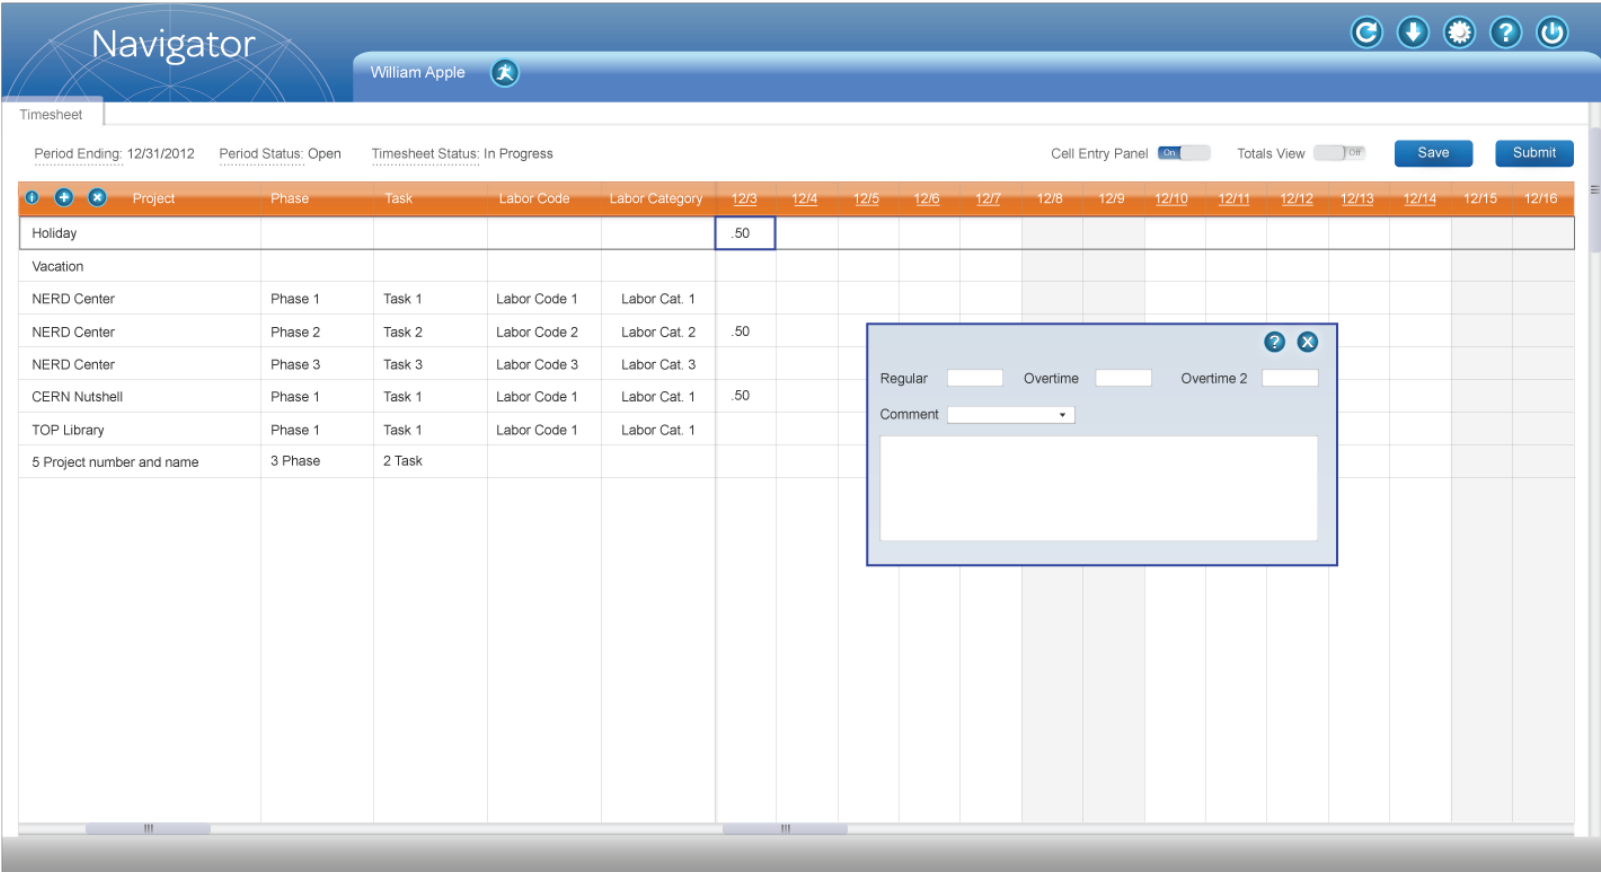 Navigator
William Apple
?
Timesheet
Period Ending: 12/31/2012 Period Status: Open Timesheet Status: In Progress Cell Entry Panel On Totals View Off Save Submit
Project Phase Task Labor Code Labor Category 12/3 12/4 12/5 12/6 12/7 12/8 12/9 12/10 12/11 12/12 12/13 12/14 12/15 12/16
Holiday .50
Vacation
NERD Center Phase 1 Task 1 Labor Code 1 Labor Cat. 1
NERD Center Phase 2 Task 2 Labor Code 2 Labor Cat. 2 .50
NERD Center Phase 3 Task 3 Labor Code 3 Labor Cat. 3
CERN Nutshell Phase 1 Task 1 Labor Code 1 Labor Cat. 1 .50
TOP Library Phase 1 Task 1 Labor Code 1 Labor Cat. 1
5 Project number and name 3 Phase 2 Task
?
Regular Overtime Overtime 2
Comment